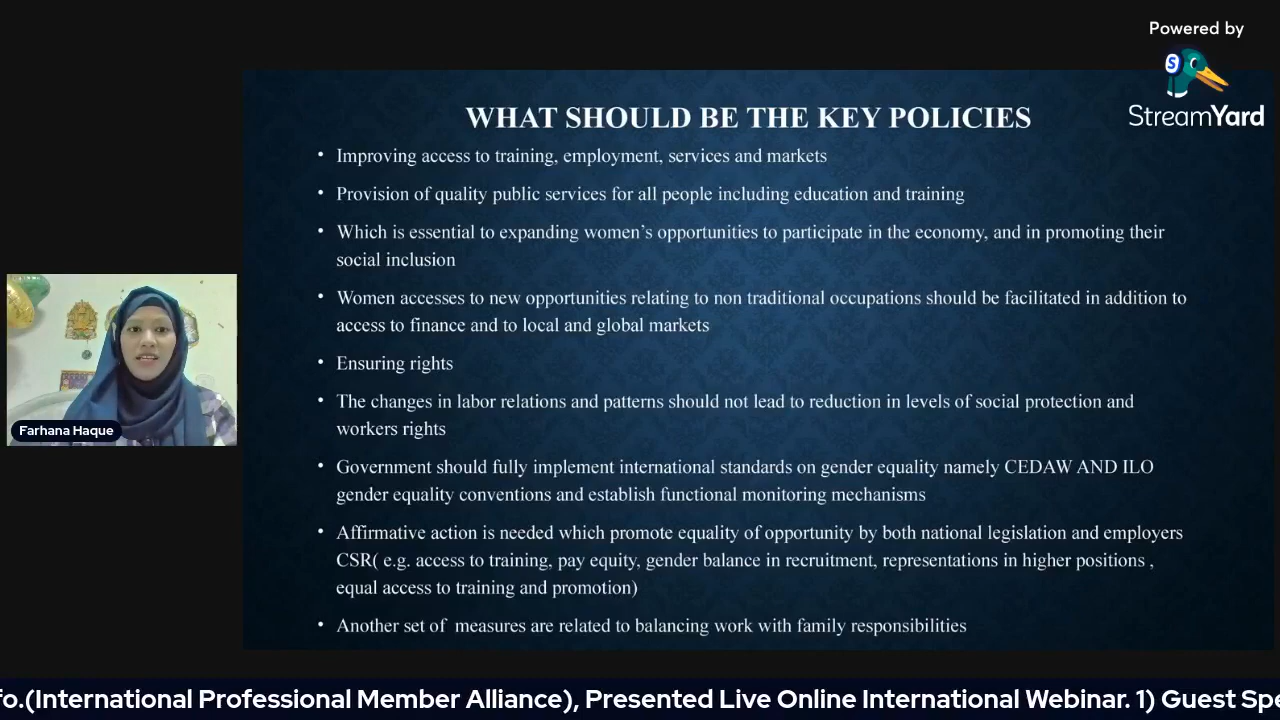 Powered by
S
StreamYard
WHAT SHOULD BE THE KEY POLICIES
• Improving access to training, employment, services and markets
• Provision of quality public services for all people including education and training
• Which is essential to expanding women's opportunities to participate in the economy, and in promoting their
social inclusion
• Women accesses to new opportunities relating to non traditional occupations should be facilitated in addition to
access to finance and to local and global markets
• Ensuring rights
• The changes in labor relations and patterns should not lead to reduction in levels of social protection and
workers rights
• Government should fully implement international standards on gender equality namely CEDAW AND ILO
gender equality conventions and establish functional monitoring mechanisms
• Affirmative action is needed which promote equality of opportunity by both national legislation and employers
CSR( e.g. access to training, pay equity, gender balance in recruitment, representations in higher positions ,
equal access to training and promotion)
• Another set of measures are related to balancing work with family responsibilities
Farhana Haque
fo.(International Professional Member Alliance), Presented Live Online International Webinar. 1) Guest Spe